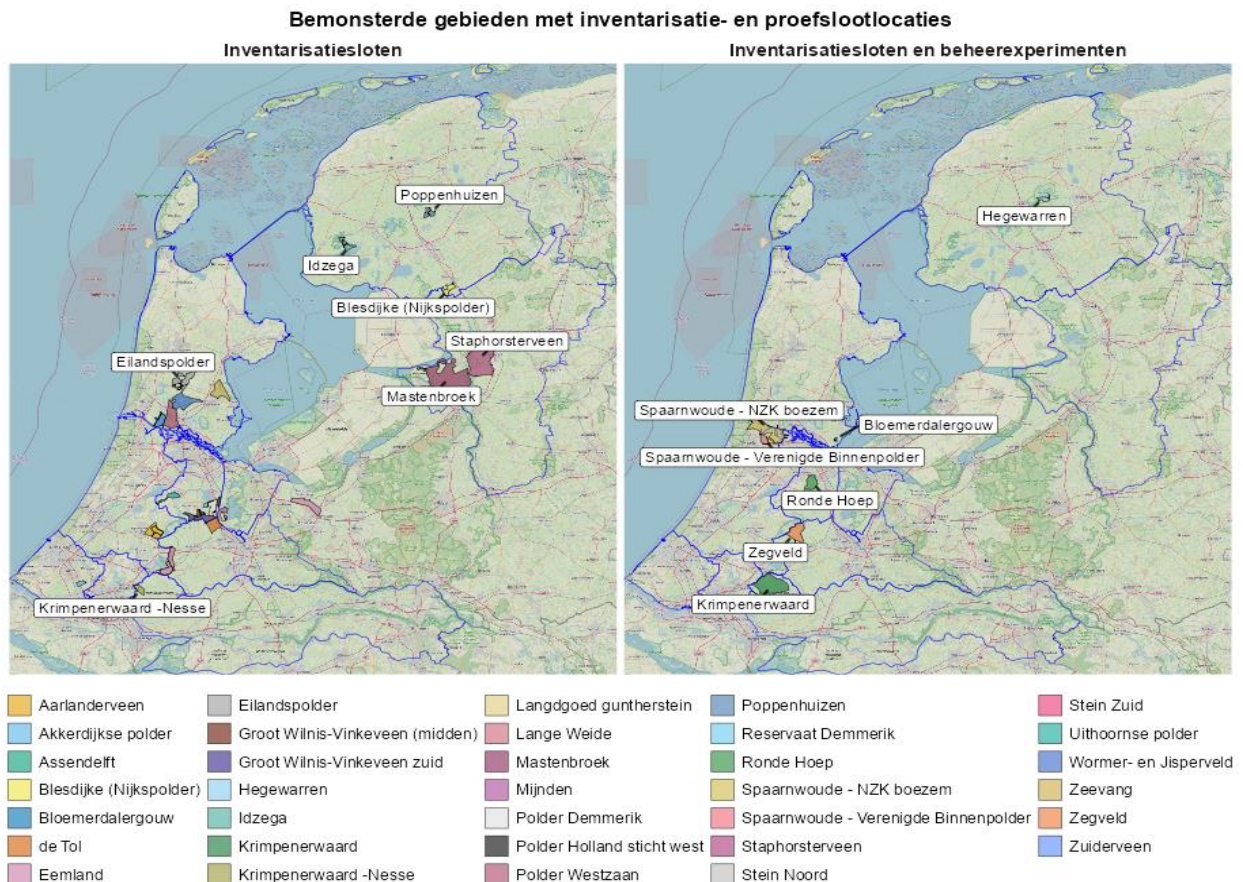 Bemonsterde gebieden met inventarisatie- en proefslootlocaties
Inventarisatiesloten
Poppenhuizen
Idzega
Blesdijke (Nijkspolder)
Staphorsterveen
Eilandspolder
Mastenbroek
Krimpenerwaard -Nesse
Inventarisatiesloten en beheerexperimenten
Hegewarren
Spaarnwoude - NZK boezem
Bloemerdalergouw
Spaarnwoude - Verenigde Binnenpolder
Ronde Hoep
Zegveld
Krimpenerwaard
Aarlanderveen
Akkerdijkse polder
Assendelft
Blesdijke (Nijkspolder)
Bloemerdalergouw
de Tol
Eemland
Eilandspolder
Groot Wilnis-Vinkeveen (midden)
Groot Wilnis-Vinkeveen zuid
Hegewarren
Idzega
Krimpenerwaard
Krimpenerwaard -Nesse
Langdgoed guntherstein
Lange Weide
Mastenbroek
Mijnden
Polder Demmerik
Polder Holland sticht west
Polder Westzaan
Poppenhuizen
Reservaat Demmerik
Ronde Hoep
Spaarnwoude - NZK boezem
Spaarnwoude - Verenigde Binnenpolder
Staphorsterveen
Stein Noord
Stein Zuid
Uithoornse polder
Wormer- en Jisperveld
Zeevang
Zegveld
Zuiderveen